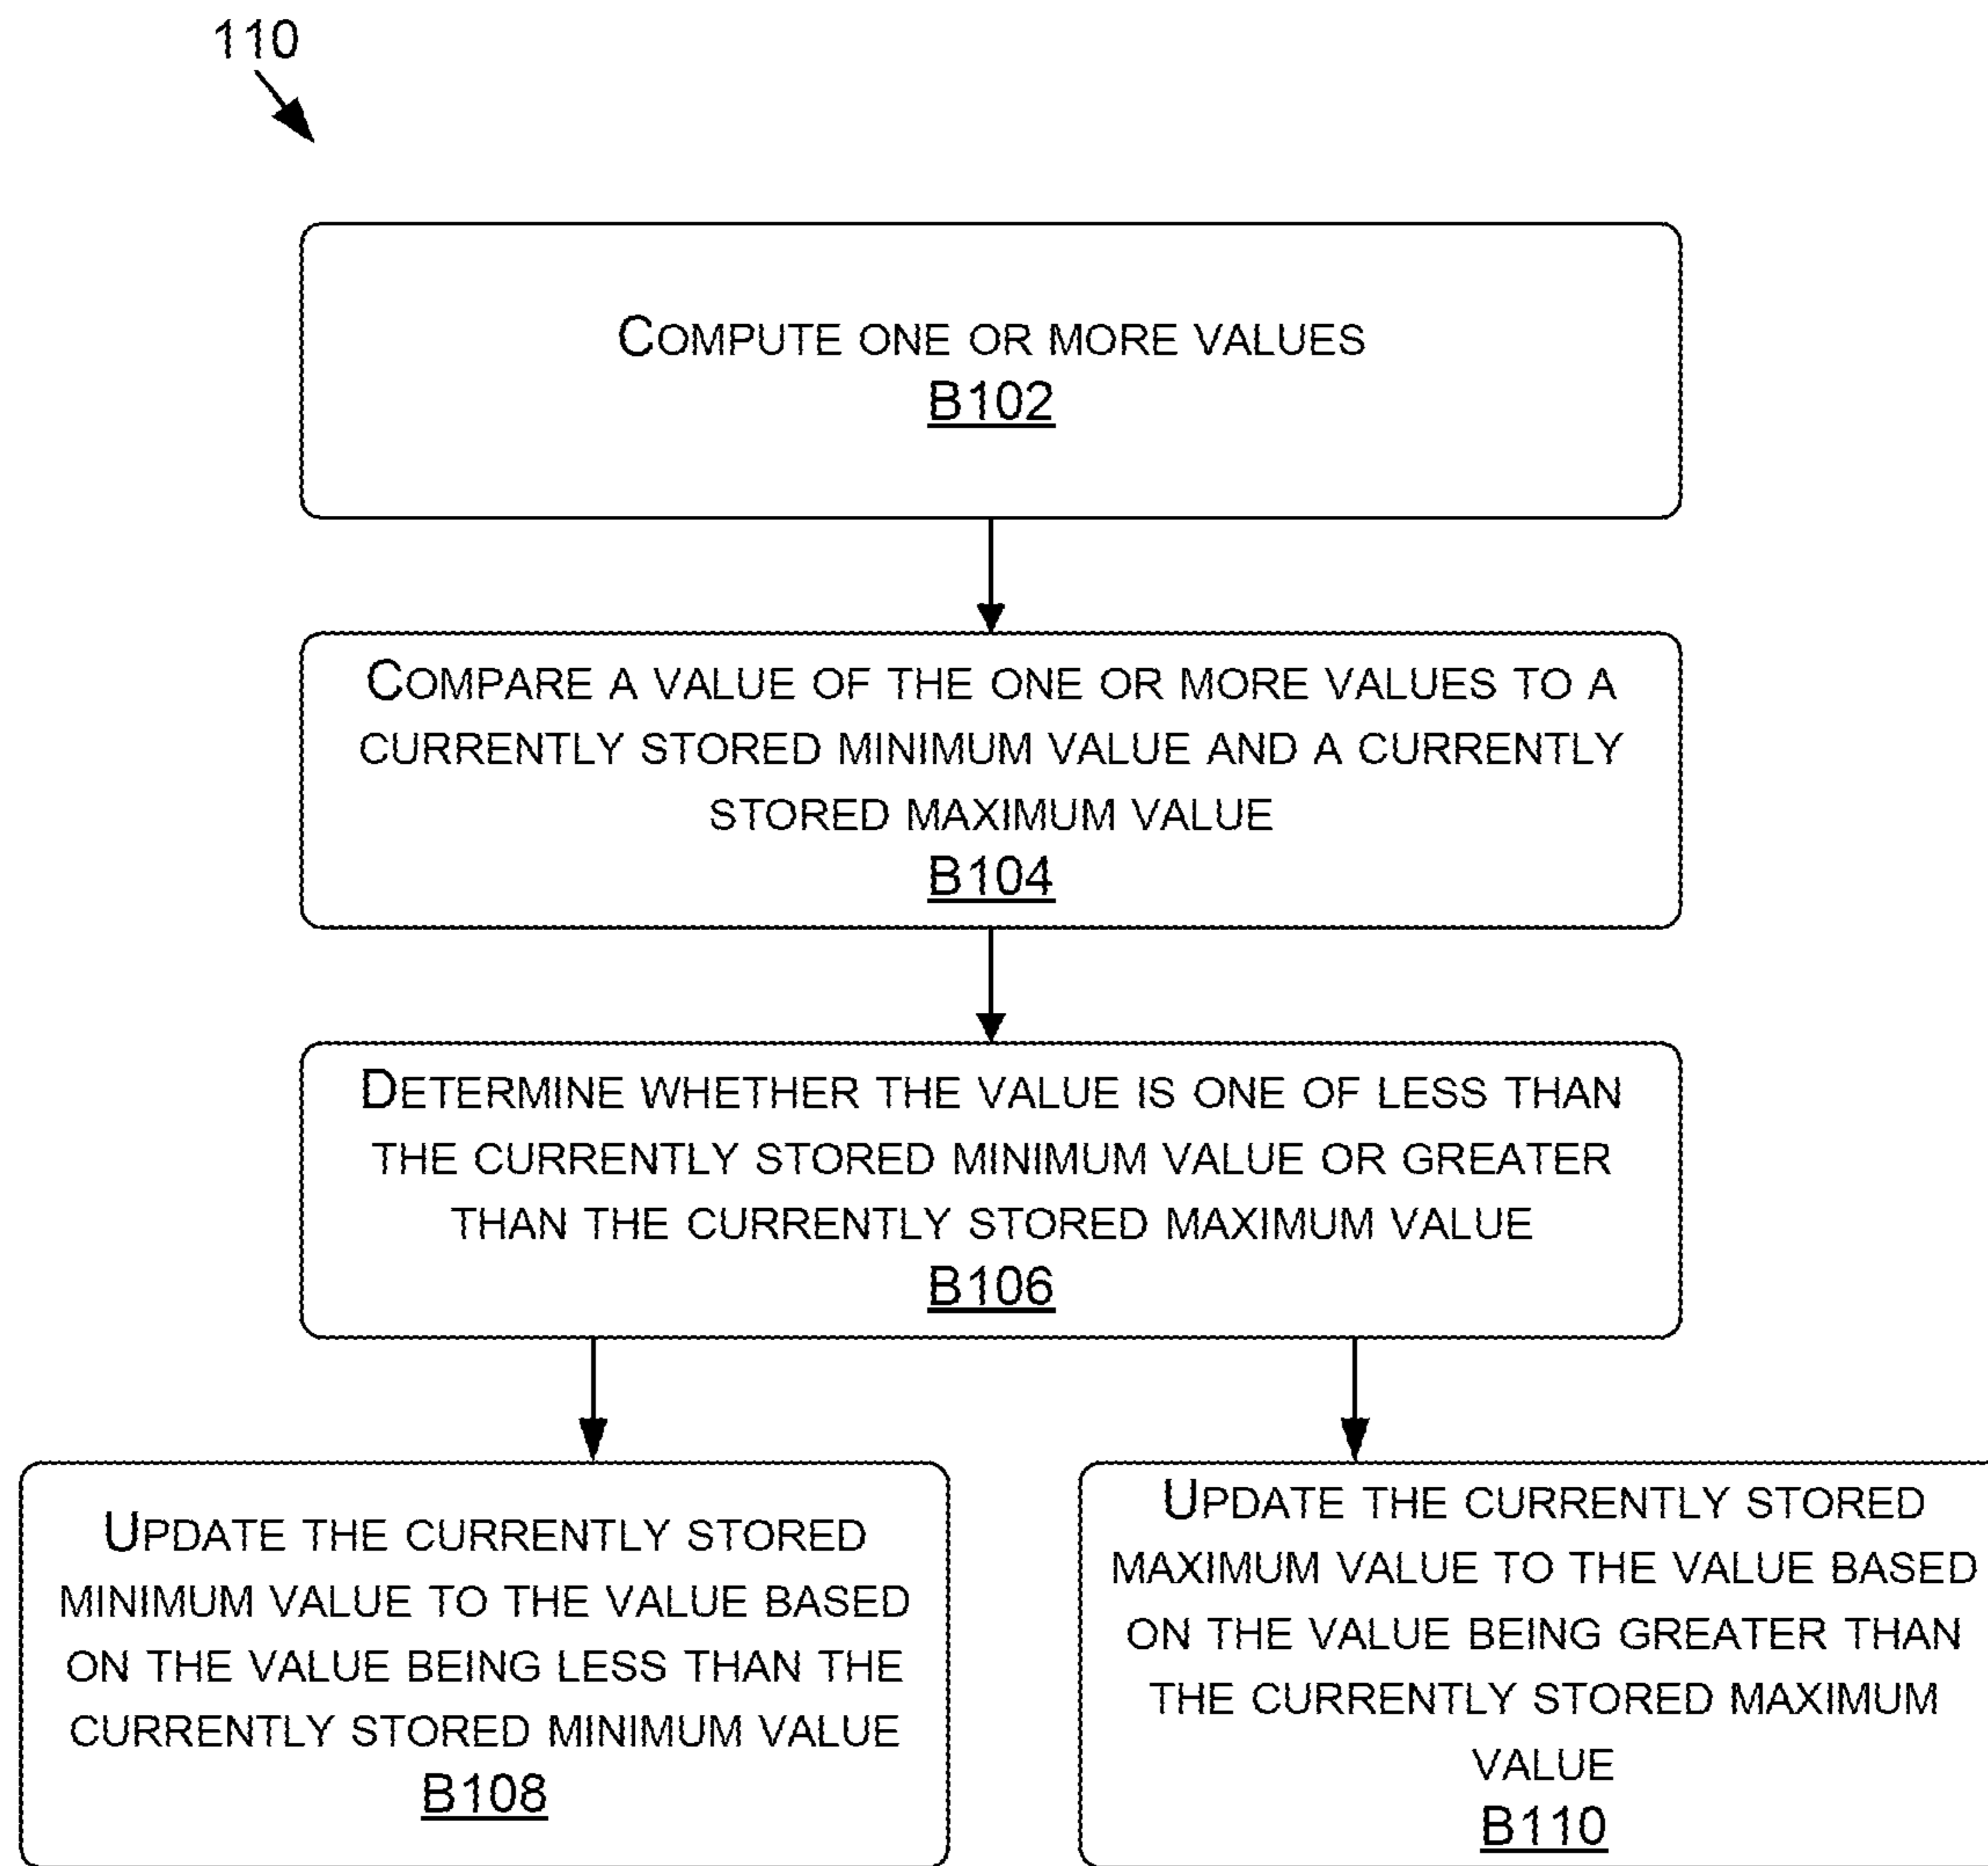 110
COMPUTE ONE OR MORE VALUES
B102
COMPARE A VALUE OF THE ONE OR MORE VALUES TO A
CURRENTLY STORED MINIMUM VALUE AND A CURRENTLY
STORED MAXIMUM VALUE
B104
DETERMINE WHETHER THE VALUE IS ONE OF LESS THAN
THE CURRENTLY STORED MINIMUM VALUE OR GREATER
THAN THE CURRENTLY STORED MAXIMUM VALUE
B106
UPDATE THE CURRENTLY STORED
MINIMUM VALUE TO THE VALUE BASED
ON THE VALUE BEING LESS THAN THE
CURRENTLY STORED MINIMUM VALUE
B108
UPDATE THE CURRENTLY STORED
MAXIMUM VALUE TO THE VALUE BASED
ON THE VALUE BEING GREATER THAN
THE CURRENTLY STORED MAXIMUM
VALUE
B110